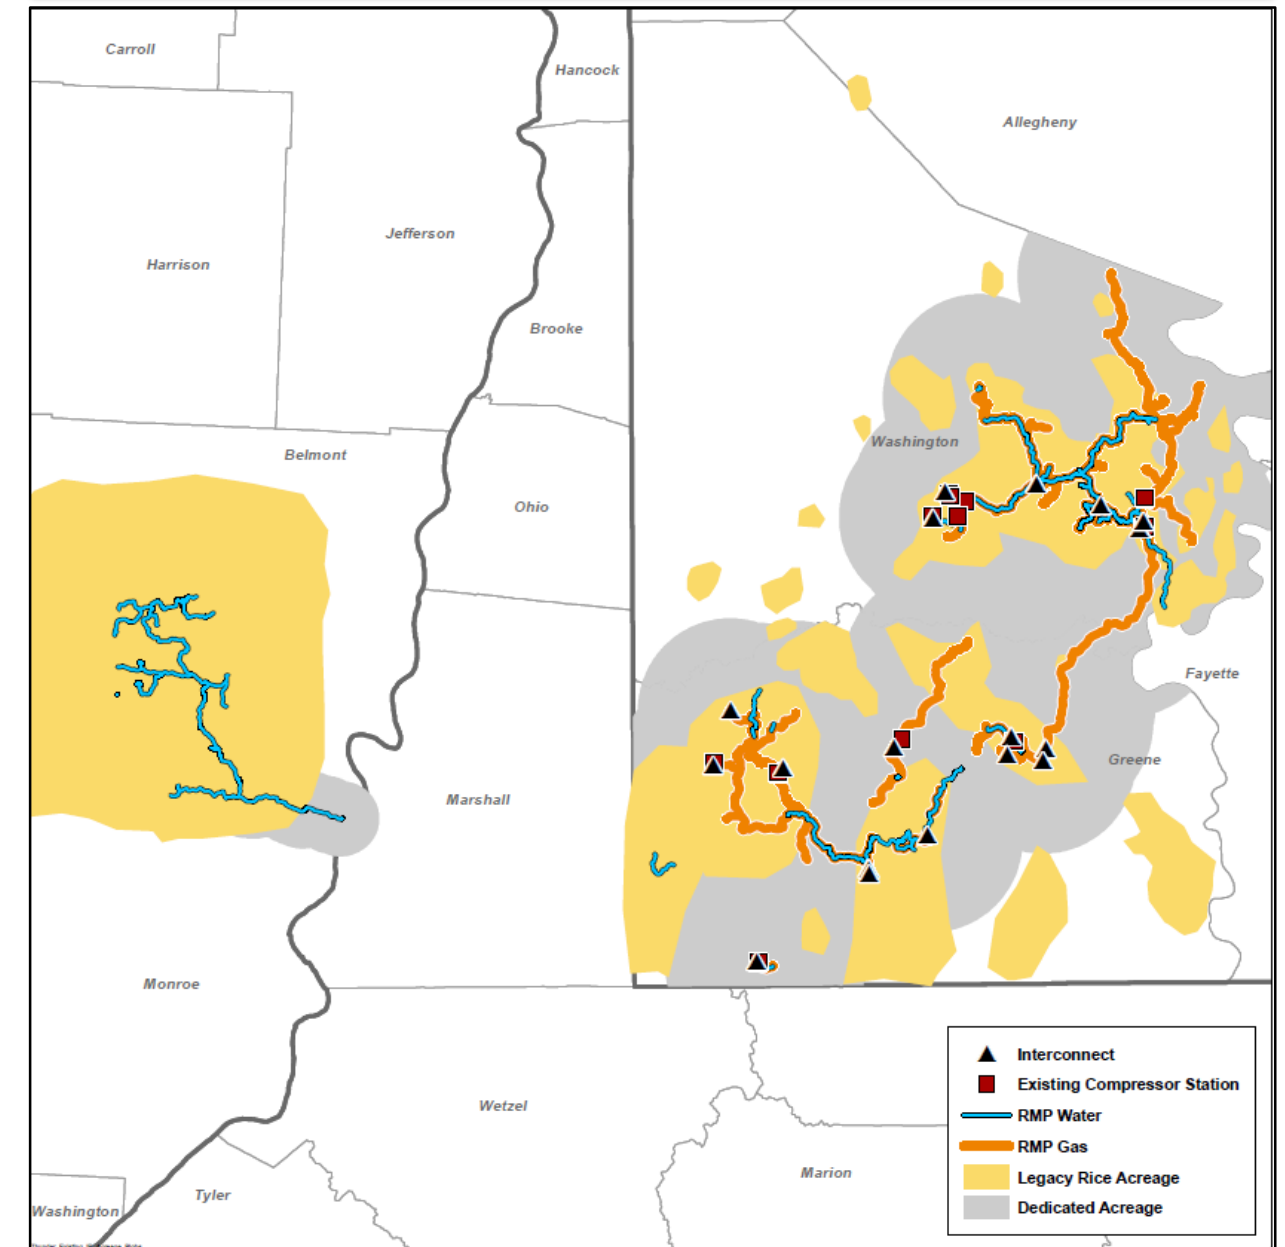 Carroll
Hancock
Allegheny
Jefferson
Harrison
Brooke
Washington
Belmont
Ohio
Fayette
Greene
Marshall
Monroe
Interconnect
Existing Compressor Station
RMP Water
RMP Gas
Legacy Rice Acreage
Dedicated Acreage
Wetzel
Marion
Tyler
Washington